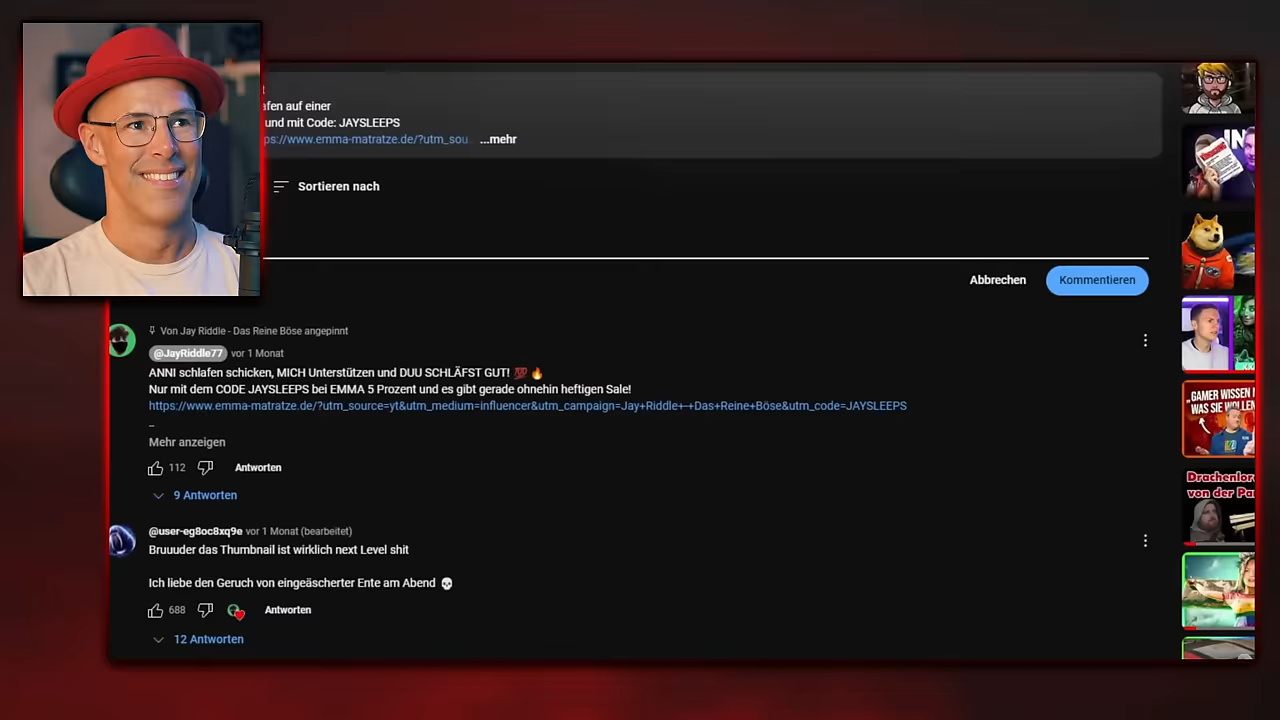 t
afen auf einer
und mit Code: JAYSLEEPS
ps://www.emma-matratze.de/?utm_sou... ...mehr
Sortieren nach
Abbrechen
Kommentieren
Von Jay Riddle - Das Reine Böse angepinnt
@JayRiddle77 vor 1 Monat
ANNI schlafen schicken, MICH Unterstützen und DUU SCHLÄFST GUT! 💯 🔥
Nur mit dem CODE JAYSLEEPS bei EMMA 5 Prozent und es gibt gerade ohnehin heftigen Sale!
https://www.emma-matratze.de/?utm_source=yt&utm_medium=influencer&utm_campaign=Jay+Riddle+-+Das+Reine+Böse&utm_code=JAYSLEEPS
_
Mehr anzeigen
112 Antworten
9 Antworten
@user-eg8oc8xq9e vor 1 Monat (bearbeitet)
Bruuuder das Thumbnail ist wirklich next Level shit
Ich liebe den Geruch von eingeäscherter Ente am Abend 💀
688 Antworten
12 Antworten
IN
„GAMER WISSEN N
WAS SIE WOLLEN
Drachenlor
von der Pa